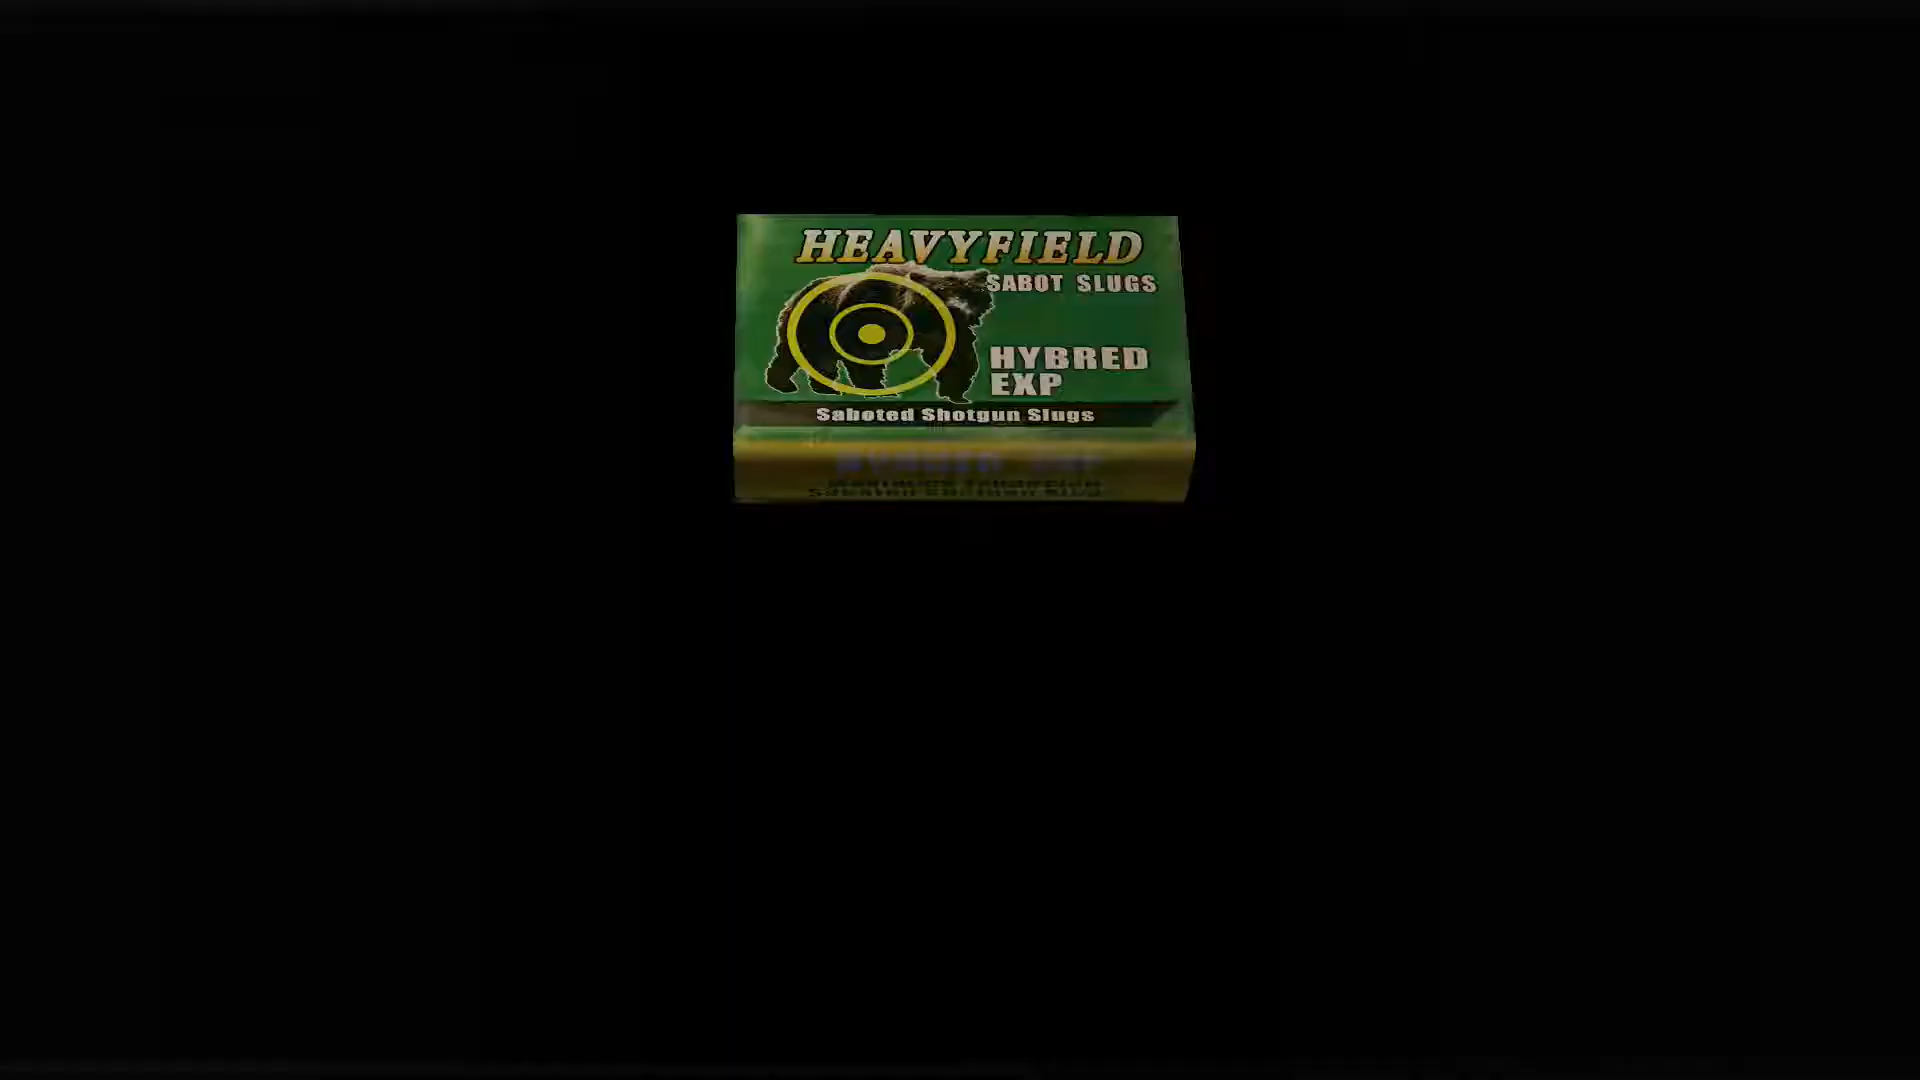 HEAVYFIELD
SABOT SLUGS
HYBRED
EXP
Saboted Shotgun Slugs